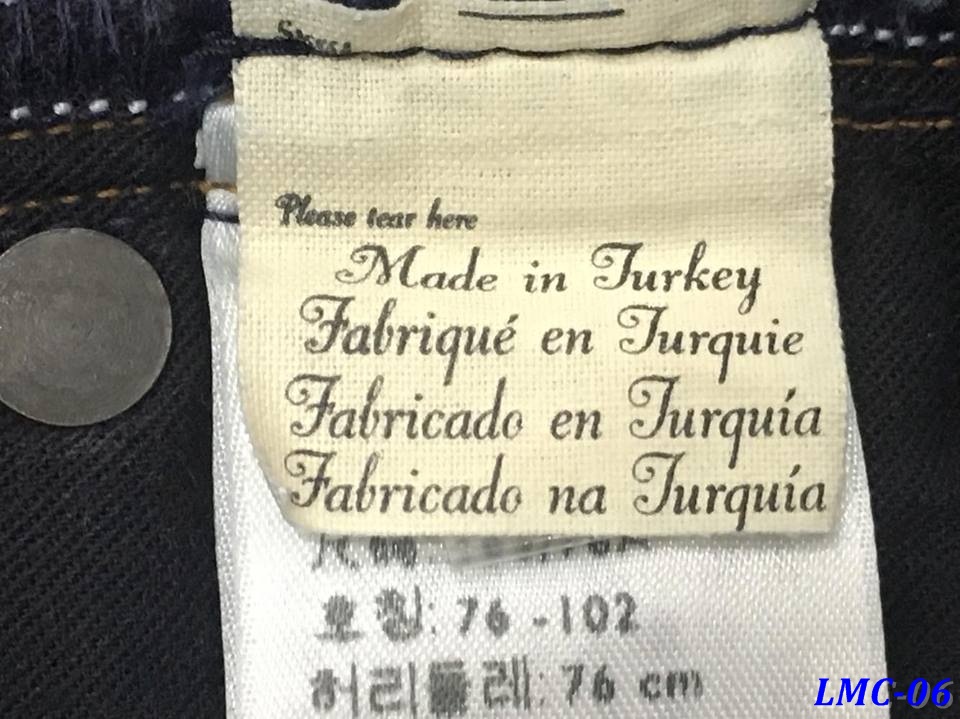 Please tear here
Made in Turkey
Fabriqué en Turquie
Fabricado en Turquía
Fabricado na Turquía
호칭: 76 -102
허리둘레: 76 cm
LMC-06